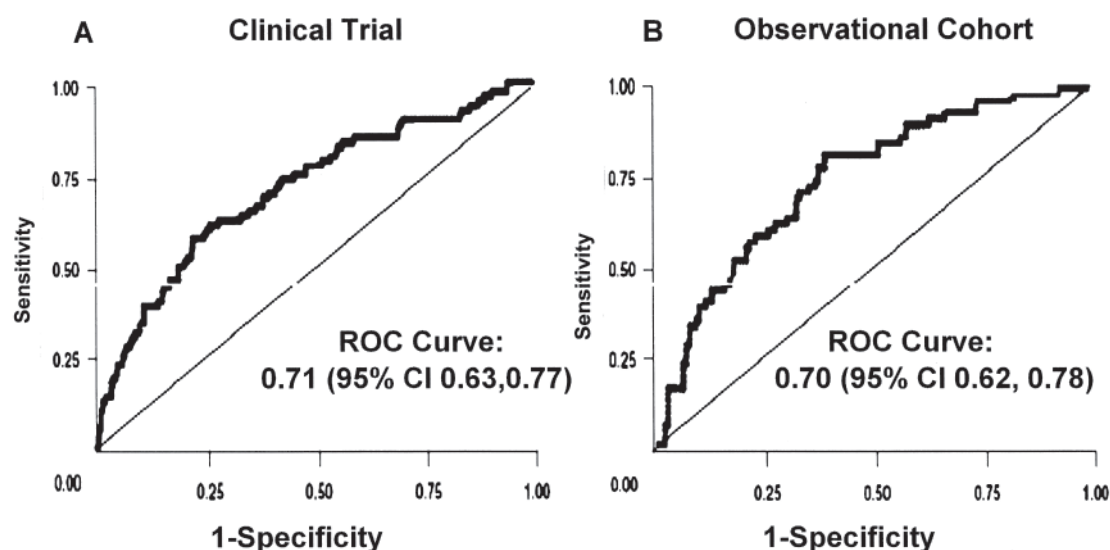 A Clinical Trial
1.00
0.75
0.50
0.25
0.00
Sensitivity
ROC Curve:
0.71 (95% CI 0.63,0.77)
0.25 0.50 0.75 1.00
1-Specificity
B Observational Cohort
1.00
0.75
0.50
0.25
0.00
Sensitivity
ROC Curve:
0.70 (95% CI 0.62, 0.78)
0.25 0.50 0.75 1.00
1-Specificity